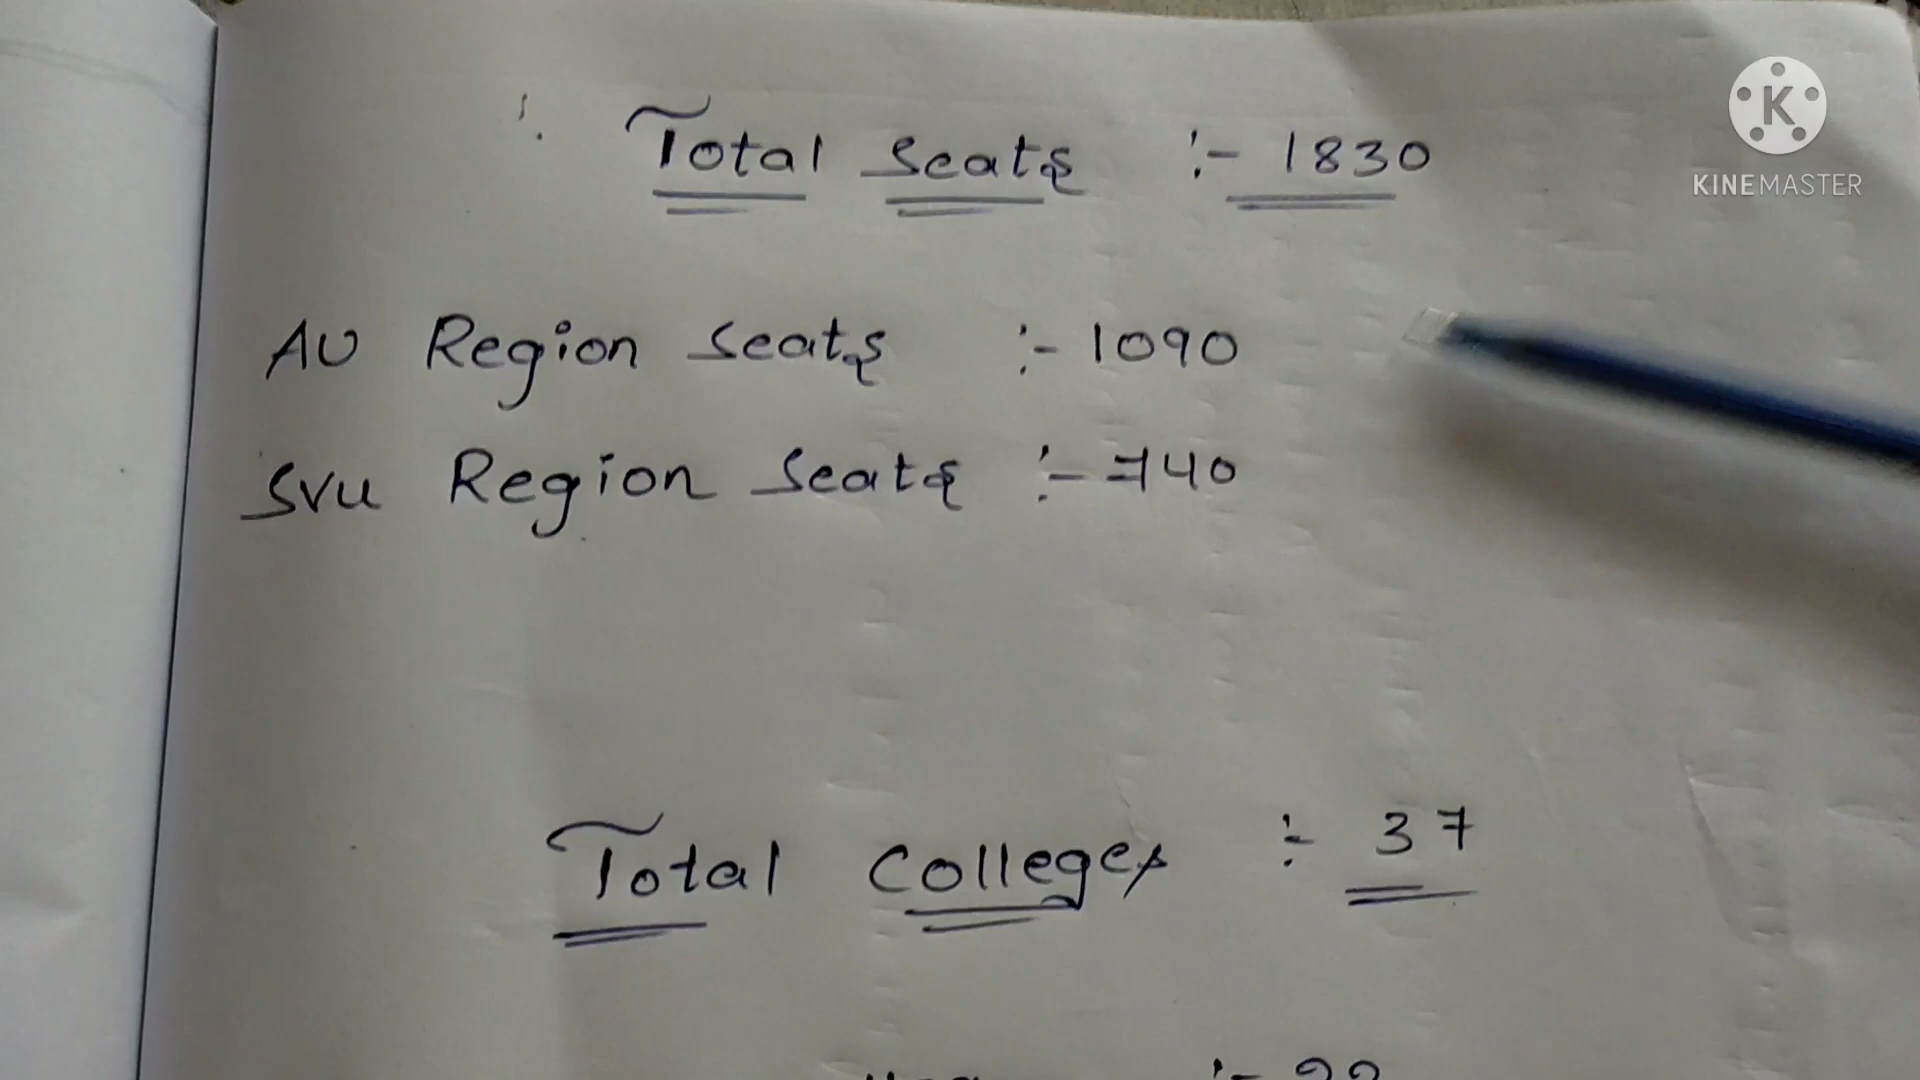 Total Seats :- 1830
KINEMASTER
AU Region Seats :- 1090
SVU Region Seats :- 740
Total Colleges :- 37